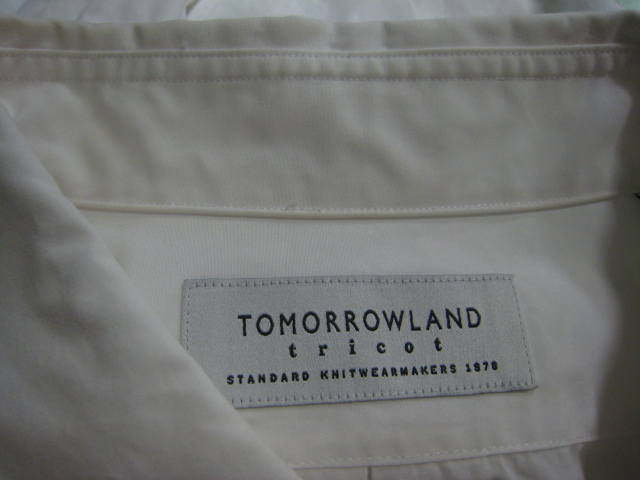 TOMORROWLAND
tricot
STANDARD KNITWEARMAKERS 1978